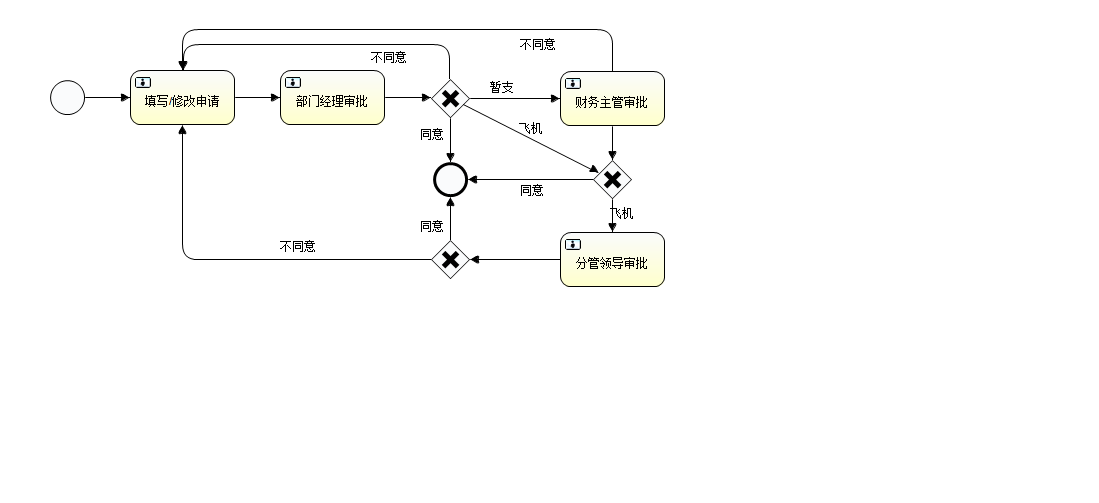 不同意
不同意
暂支
填写/修改申请
部门经理审批
财务主管审批
飞机
同意
同意
飞机
同意
不同意
分管领导审批